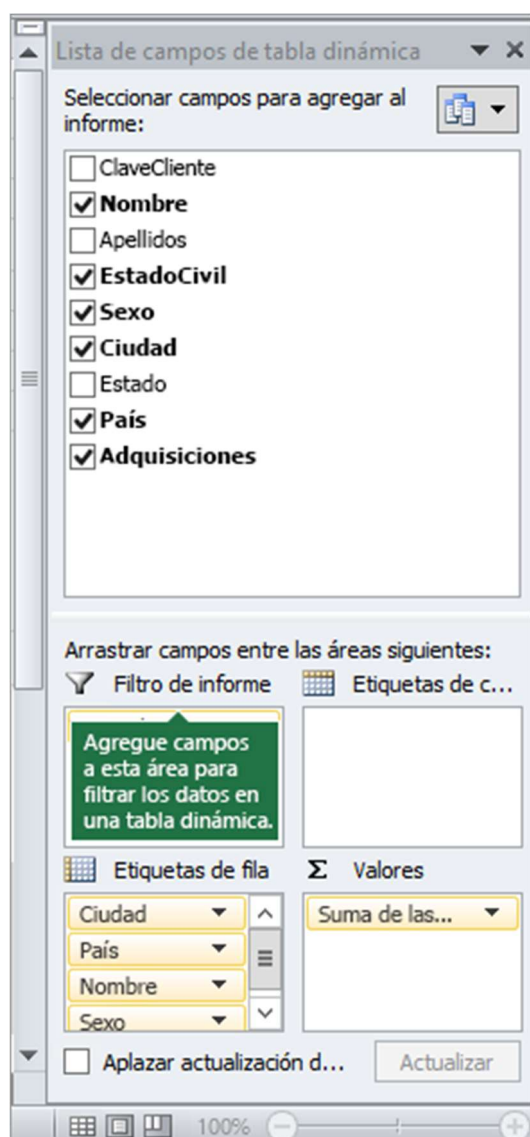 Lista de campos de tabla dinámica
Seleccionar campos para agregar al
informe:
ClaveCliente
Nombre
Apellidos
EstadoCivil
Sexo
Ciudad
Estado
País
Adquisiciones
Arrastrar campos entre las áreas siguientes:
Filtro de informe
Etiquetas de c...
Agregue campos
a esta área para
filtrar los datos en
una tabla dinámica.
Etiquetas de fila
Σ Valores
Ciudad
País
Nombre
Sexo
Suma de las...
Aplazar actualización d...
Actualizar
100%